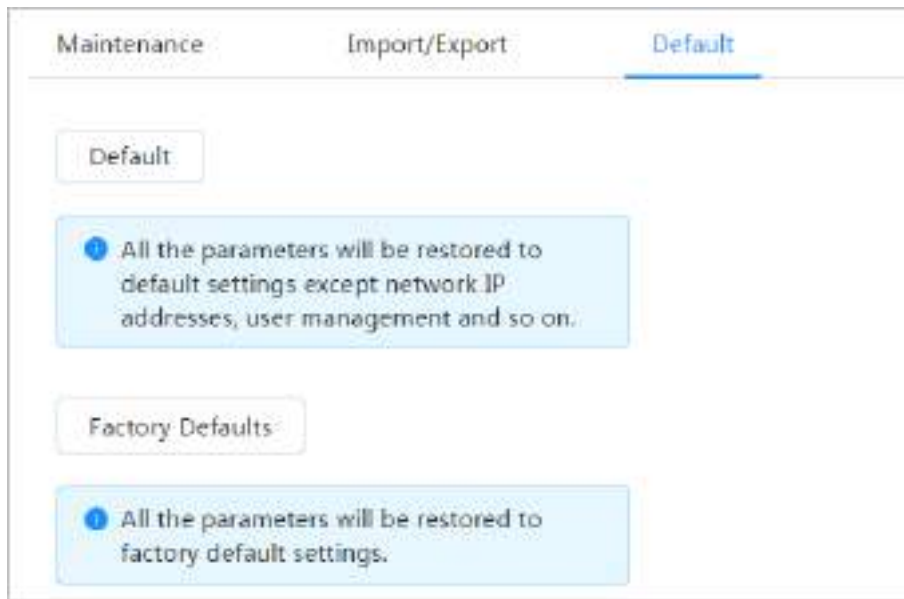 Maintenance Import/Export Default
Default
All the parameters will be restored to
default settings except network IP
addresses, user management and so on.
Factory Defaults
All the parameters will be restored to
factory default settings.